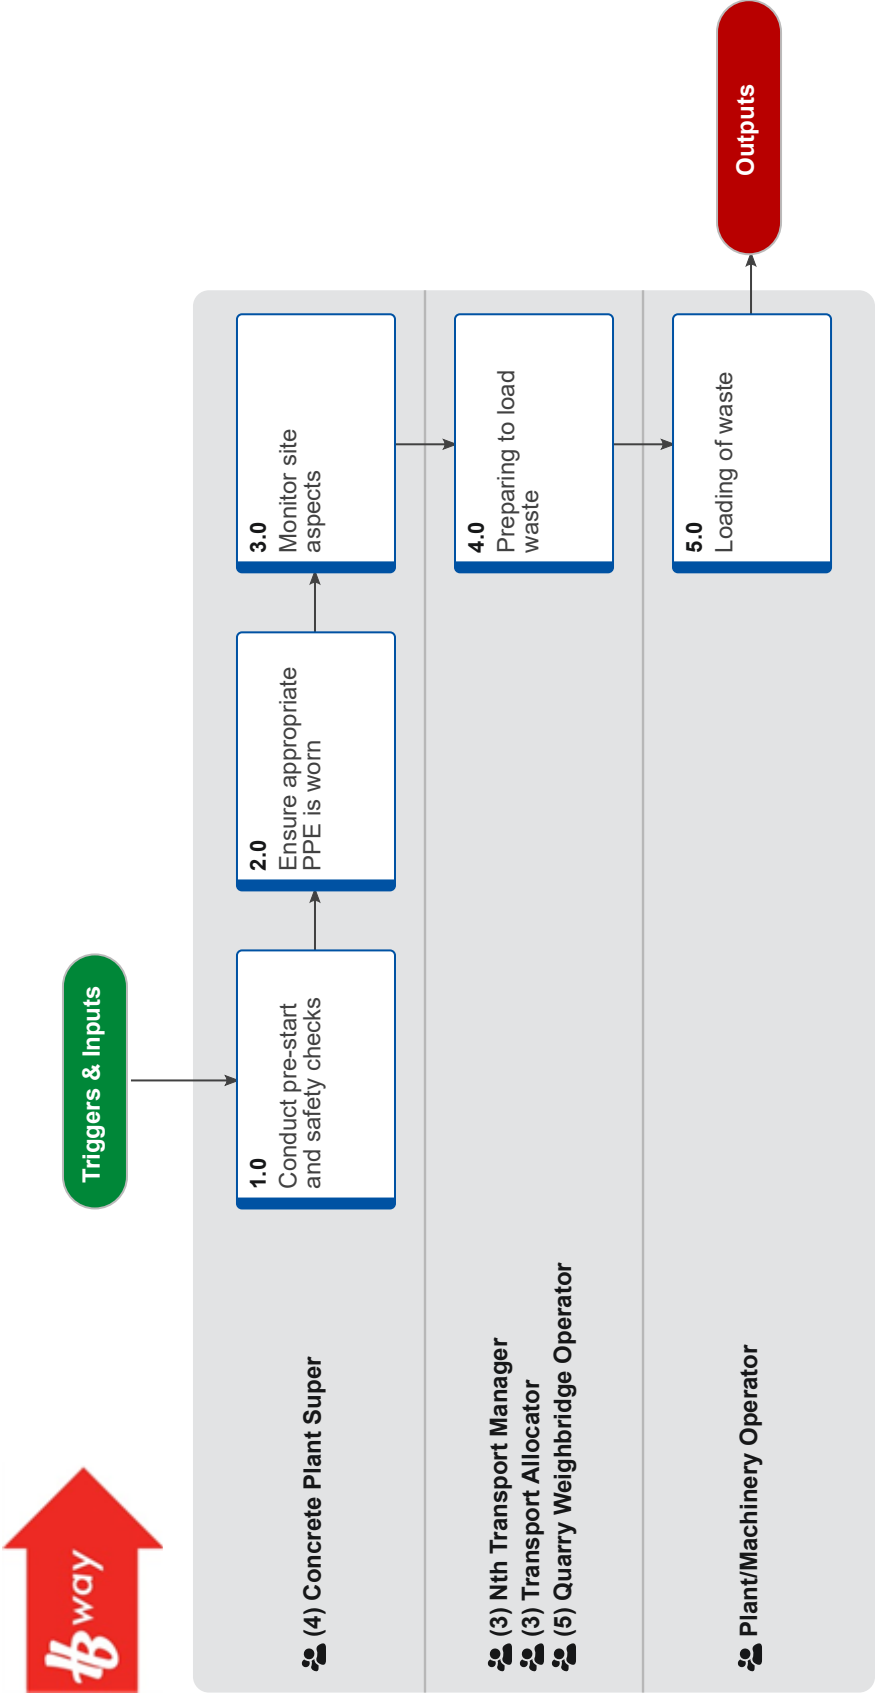 HB way
Triggers & Inputs
Outputs
(4) Concrete Plant Super
1.0
Conduct pre-start
and safety checks
2.0
Ensure appropriate
PPE is worn
3.0
Monitor site
aspects
(3) Nth Transport Manager
(3) Transport Allocator
(5) Quarry Weighbridge Operator
4.0
Preparing to load
waste
Plant/Machinery Operator
5.0
Loading of waste